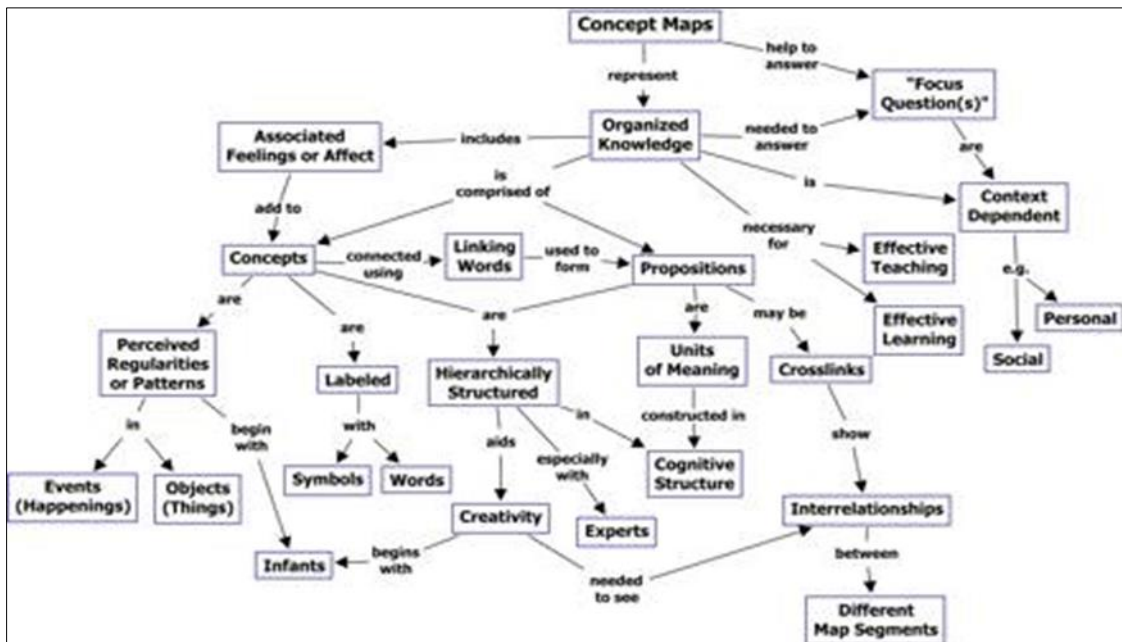 Concept Maps
help to
answer
represent
"Focus
Question(s)"
Organized
Knowledge
Associated
Feelings or Affect
includes
needed to
answer
are
is
comprised of
is
Context
Dependent
add to
necessary
for
Concepts
connected
using
Linking
Words
used to
form
Propositions
Effective
Teaching
e.g.
are
are
are
are
may be
Effective
Learning
Personal
Social
Perceived
Regularities
or Patterns
Labeled
Hierarchically
Structured
Units
of Meaning
Crosslinks
in
begin
with
with
aids
in
especially
with
constructed in
show
Events
(Happenings)
Objects
(Things)
Symbols
Words
Cognitive
Structure
Creativity
Experts
Interrelationships
Infants
begins
with
needed
to see
between
Different
Map Segments